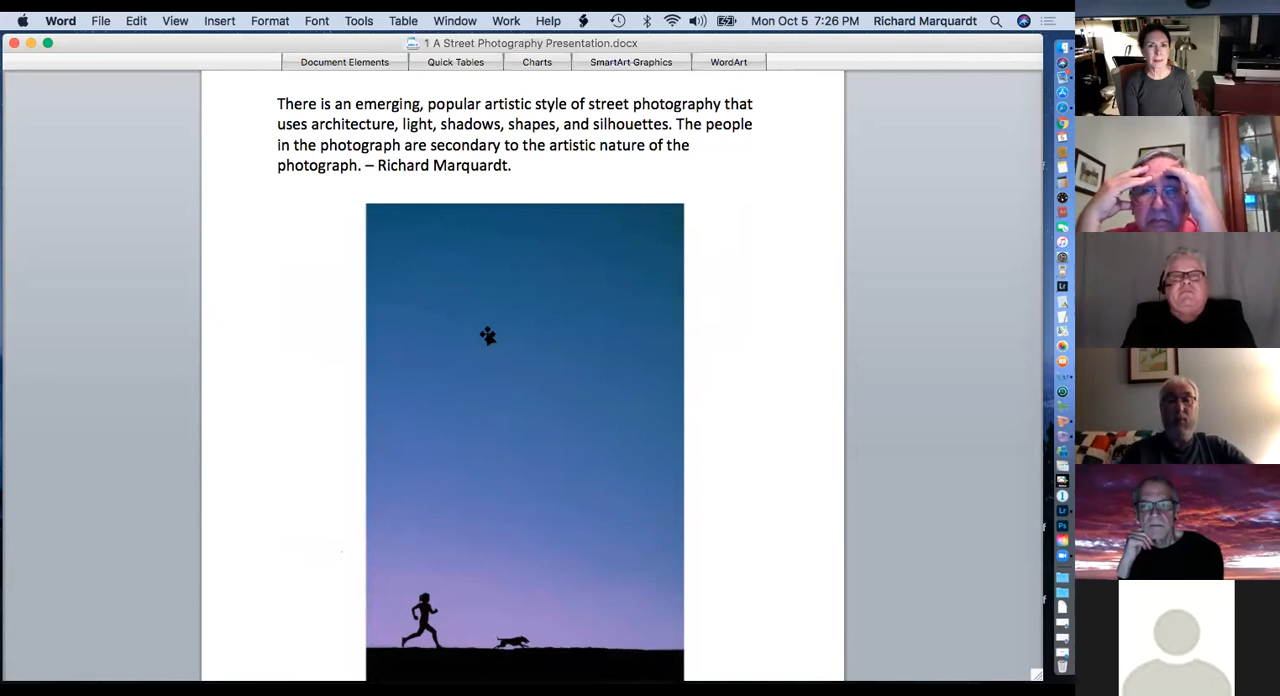 Word File Edit View Insert Format Font Tools Table Window Work Help Mon Oct 5 7:26 PM Richard Marquardt
1 A Street Photography Presentation.docx
Document Elements Quick Tables Charts SmartArt Graphics WordArt
There is an emerging, popular artistic style of street photography that
uses architecture, light, shadows, shapes, and silhouettes. The people
in the photograph are secondary to the artistic nature of the
photograph. – Richard Marquardt.
Lr
Lr
Ps